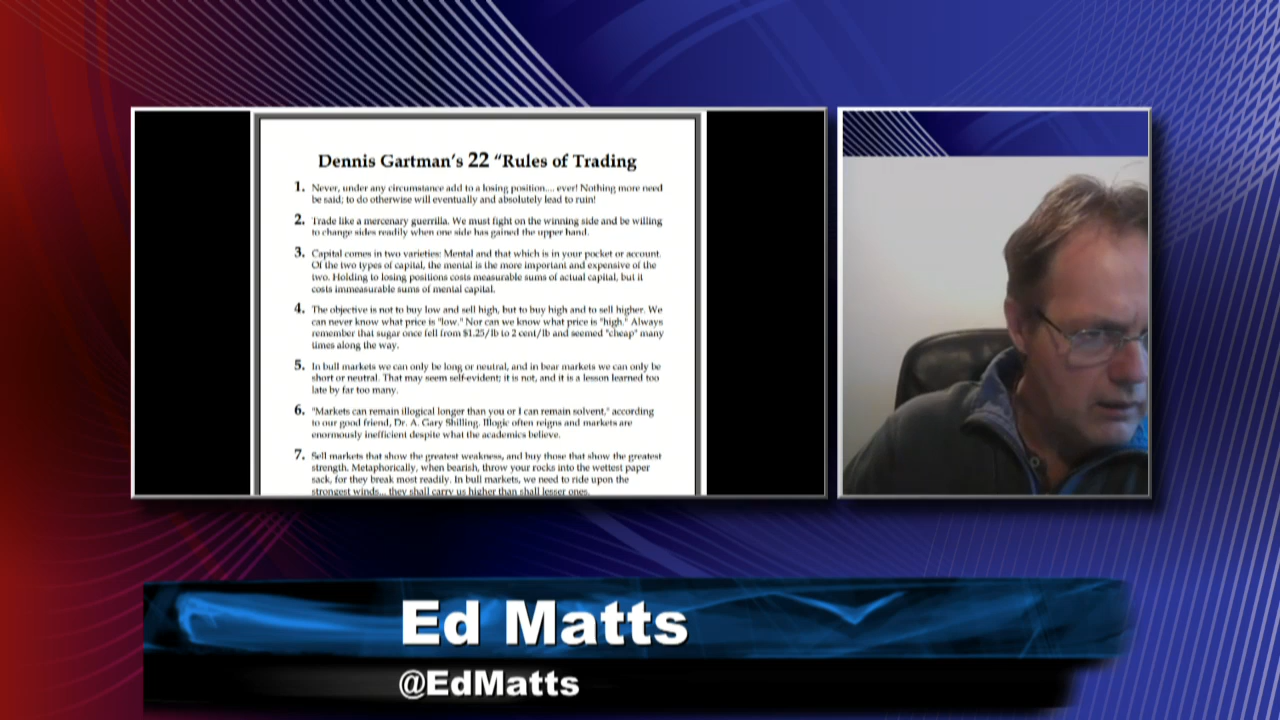 Dennis Gartman's 22 "Rules of Trading
1. Never, under any circumstance add to a losing position.... ever! Nothing more need
be said; to do otherwise will eventually and absolutely lead to ruin!
2. Trade like a mercenary guerrilla. We must fight on the winning side and be willing
to change sides readily when one side has gained the upper hand.
3. Capital comes in two varieties: Mental and that which is in your pocket or account.
Of the two types of capital, the mental is the more important and expensive of the
two. Holding to losing positions costs measurable sums of actual capital, but it
costs immeasurable sums of mental capital.
4. The objective is not to buy low and sell high, but to buy high and to sell higher. We
can never know what price is "low." Nor can we know what price is "high." Always
remember that sugar once fell from $1.25/lb to 2 cent/lb and seemed "cheap" many
times along the way.
5. In bull markets we can only be long or neutral, and in bear markets we can only be
short or neutral. That may seem self-evident; it is not, and it is a lesson learned too
late by far too many.
6. "Markets can remain illogical longer than you or I can remain solvent," according
to our good friend, Dr. A. Gary Shilling. Illogic often reigns and markets are
enormously inefficient despite what the academics believe.
7. Sell markets that show the greatest weakness, and buy those that show the greatest
strength. Metaphorically, when bearish, throw your rocks into the wettest paper
sack, for they break most readily. In bull markets, we need to ride upon the
strongest winds... they shall carry us higher than shall lesser ones.
Ed Matts
@EdMatts